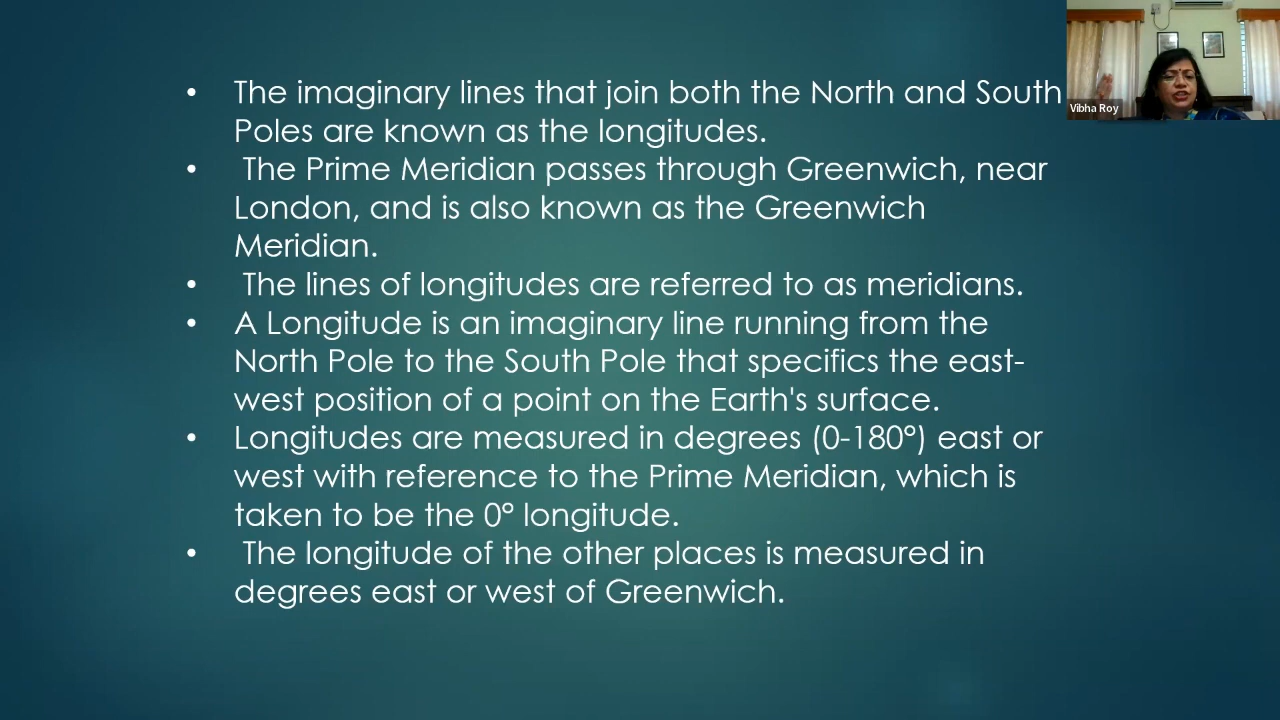 • The imaginary lines that join both the North and South
Poles are known as the longitudes.
• The Prime Meridian passes through Greenwich, near
London, and is also known as the Greenwich
Meridian.
• The lines of longitudes are referred to as meridians.
• A Longitude is an imaginary line running from the
North Pole to the South Pole that specifics the east-
west position of a point on the Earth's surface.
• Longitudes are measured in degrees (0-180°) east or
west with reference to the Prime Meridian, which is
taken to be the 0° longitude.
• The longitude of the other places is measured in
degrees east or west of Greenwich.
Vibha Roy